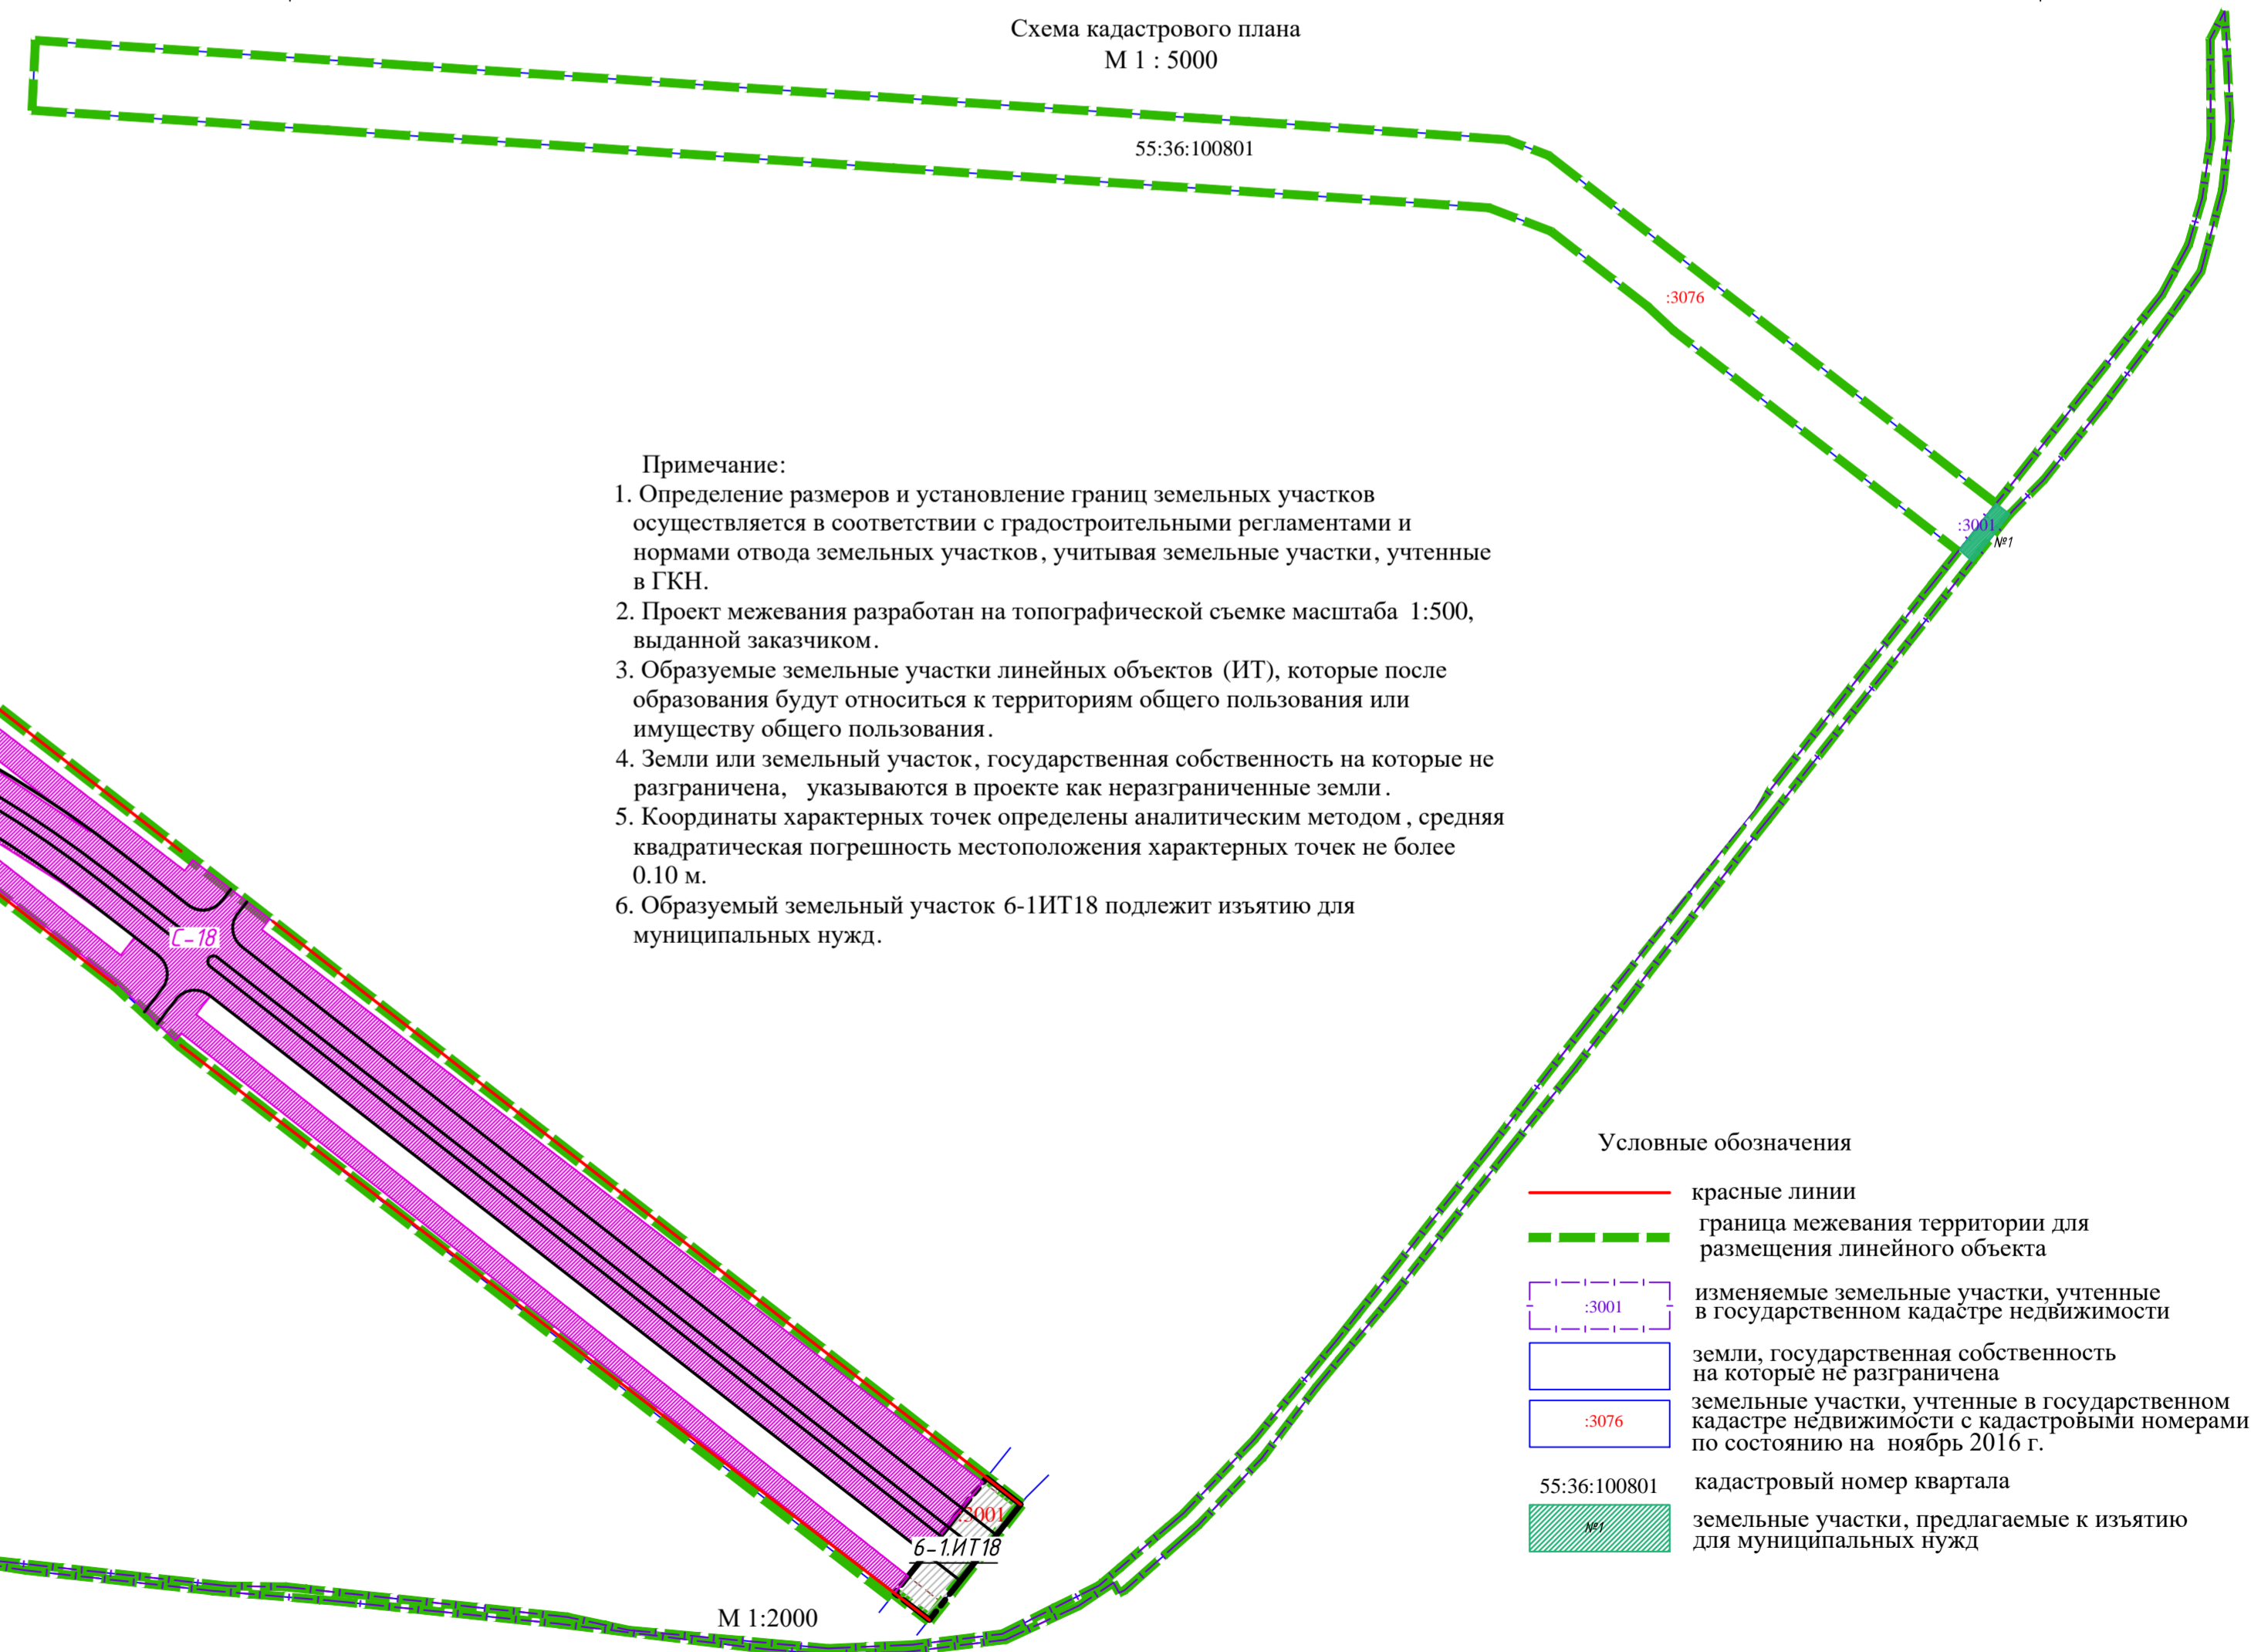 Схема кадастрового плана
М 1 : 5000
55:36:100801
:3076
:3001
№1
Примечание:
1. Определение размеров и установление границ земельных участков
осуществляется в соответствии с градостроительными регламентами и
нормами отвода земельных участков, учитывая земельные участки, учтенные
в ГКН.
2. Проект межевания разработан на топографической съемке масштаба 1:500,
выданной заказчиком.
3. Образуемые земельные участки линейных объектов (ИТ), которые после
образования будут относиться к территориям общего пользования или
имуществу общего пользования.
4. Земли или земельный участок, государственная собственность на которые не
разграничена, указываются в проекте как неразграниченные земли.
5. Координаты характерных точек определены аналитическим методом, средняя
квадратическая погрешность местоположения характерных точек не более
0.10 м.
6. Образуемый земельный участок 6-1ИТ18 подлежит изъятию для
муниципальных нужд.
С-18
:3001
6-1.ИТ18
М 1:2000
Условные обозначения
красные линии
граница межевания территории для
размещения линейного объекта
:3001
изменяемые земельные участки, учтенные
в государственном кадастре недвижимости
земли, государственная собственность
на которые не разграничена
земельные участки, учтенные в государственном
:3076
кадастре недвижимости с кадастровыми номерами
по состоянию на ноябрь 2016 г.
55:36:100801
кадастровый номер квартала
№1
земельные участки, предлагаемые к изъятию
для муниципальных нужд